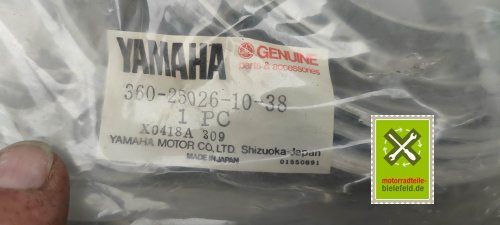 YAMAHA
GENUINE
parts & accessories
360-25026-10-38
1 PC
X0418A 309
YAMAHA MOTOR CO,LTD. Shizuoka-Japan
MADE IN JAPAN
01550891
motorradteile-
bielefeld.de